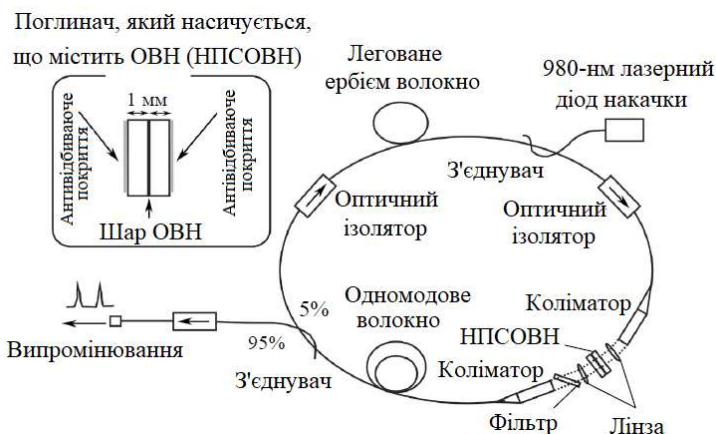 Поглинач, який насичується,
що містить ОВН (НПСОВН)
1 мм
Антивідбиваюче
покриття
Антівідбиваюче
покриття
Шар ОВН
Леговане
ербієм волокно
980-нм лазерний
діод накачки
З'єднувач
Оптичний
ізолятор
Оптичний
ізолятор
Коліматор
НПСОВН
Коліматор
Фільтр
Лінза
Одномодове
волокно
5%
95%
З'єднувач
Випромінювання